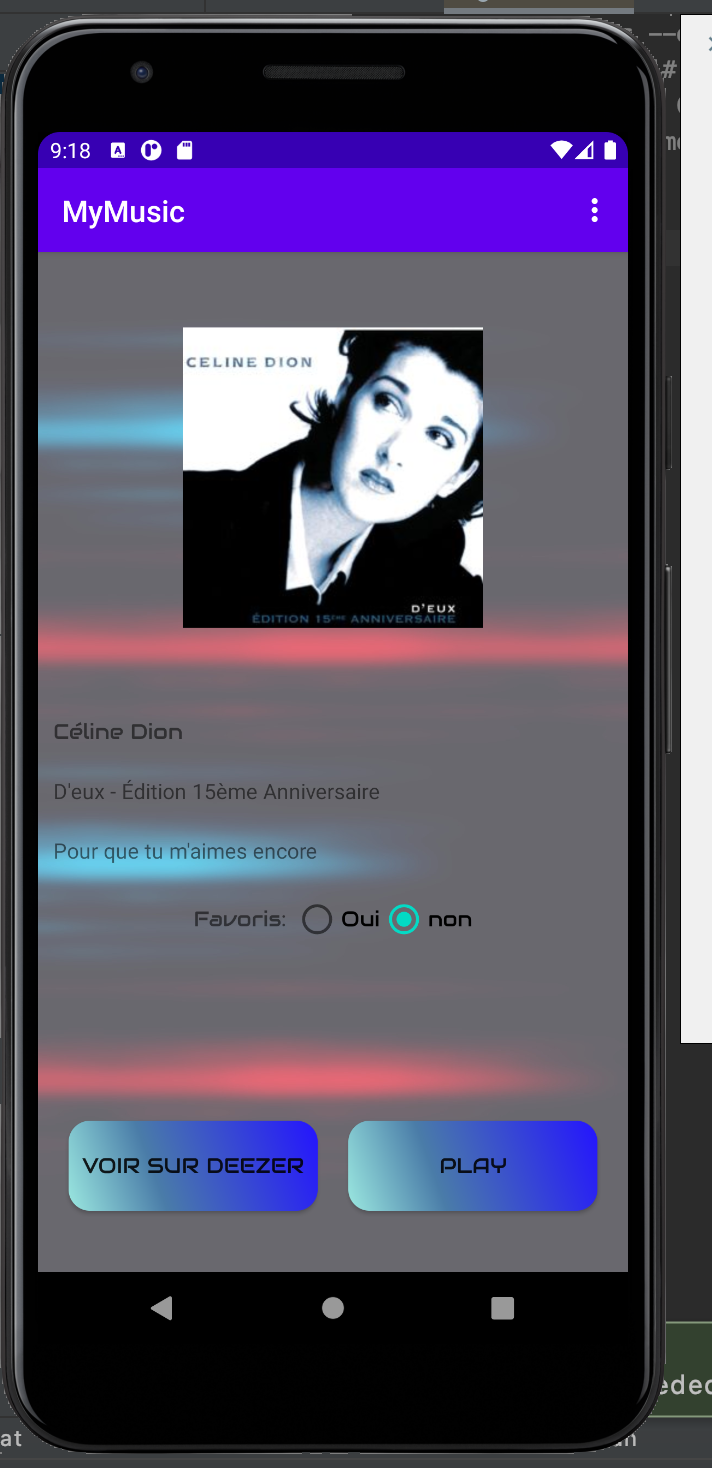 9:18
MyMusic
CELINE DION
D'EUX
ÉDITION 15ÈME ANNIVERSAIRE
Céline Dion
D'eux - Édition 15ème Anniversaire
Pour que tu m'aimes encore
Favoris: Oui non
VOIR SUR DEEZER PLAY